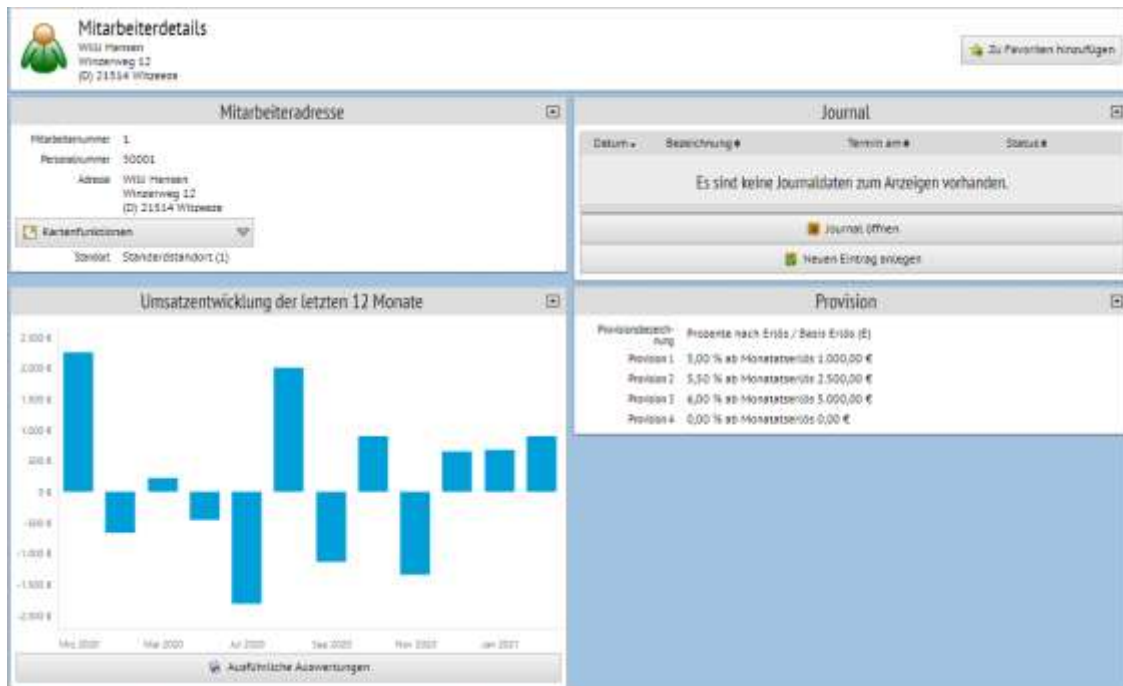 Mitarbeiterdetails
Willi Hansen
Winzerweg 12
(D) 21514 Witzeeze
Zu Favoriten hinzufügen
Mitarbeiteradresse
Mitarbeiternummer 1
Personalnummer 50001
Adresse Willi Hansen
Winzerweg 12
(D) 21514 Witzeeze
Kartenfunktionen
Standort Standardstandort (1)
Journal
Datum Bezeichnung Termin am Status
Es sind keine Journaldaten zum Anzeigen vorhanden.
Journal öffnen
Neuen Eintrag anlegen
Umsatzentwicklung der letzten 12 Monate
2.500 €
2.000 €
1.500 €
1.000 €
500 €
0 €
-500 €
-1.000 €
-1.500 €
-2.000 €
Mrz 2020 Mai 2020 Jul 2020 Sep 2020 Nov 2020 Jan 2021
Ausführliche Auswertungen
Provision
Provisionsbezeich-
nung Prozente nach Erlös / Basis Erlös (E)
Provision 1 5,00 % ab Monatatserlös 1.000,00 €
Provision 2 5,50 % ab Monatatserlös 2.500,00 €
Provision 3 6,00 % ab Monatatserlös 5.000,00 €
Provision 4 0,00 % ab Monatatserlös 0,00 €